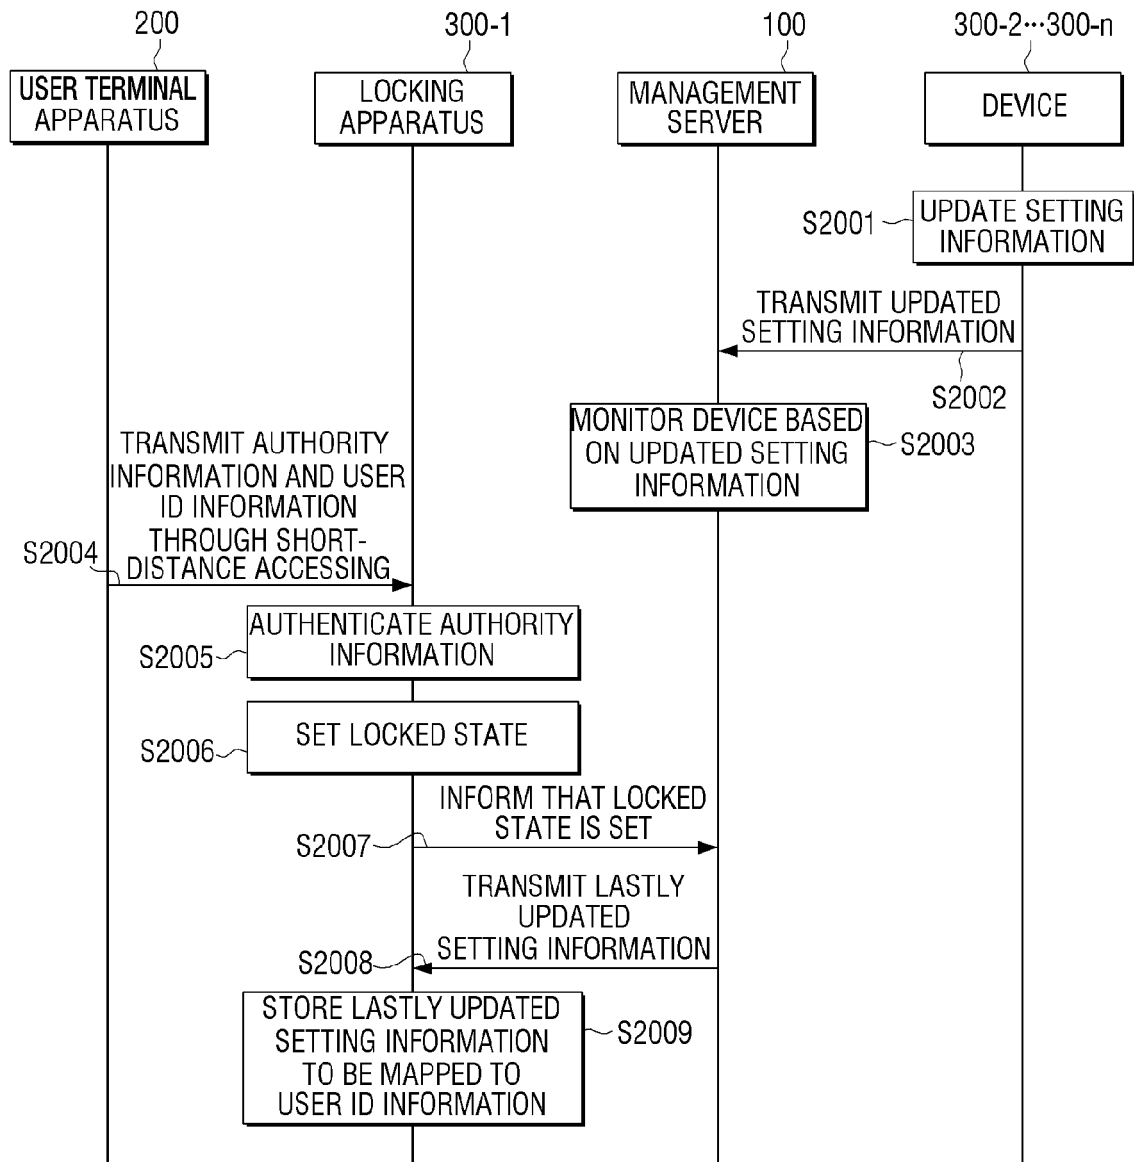 200
300-1
100
300-2···300-n
USER TERMINAL
APPARATUS
LOCKING
APPARATUS
MANAGEMENT
SERVER
DEVICE
S2001
UPDATE SETTING
INFORMATION
TRANSMIT UPDATED
SETTING INFORMATION
S2002
MONITOR DEVICE BASED
ON UPDATED SETTING
INFORMATION
S2003
TRANSMIT AUTHORITY
INFORMATION AND USER
ID INFORMATION
THROUGH SHORT-
DISTANCE ACCESSING
S2004
AUTHENTICATE AUTHORITY
INFORMATION
S2005
SET LOCKED STATE
S2006
INFORM THAT LOCKED
STATE IS SET
S2007
TRANSMIT LASTLY
UPDATED
SETTING INFORMATION
S2008
STORE LASTLY UPDATED
SETTING INFORMATION
TO BE MAPPED TO
USER ID INFORMATION
S2009